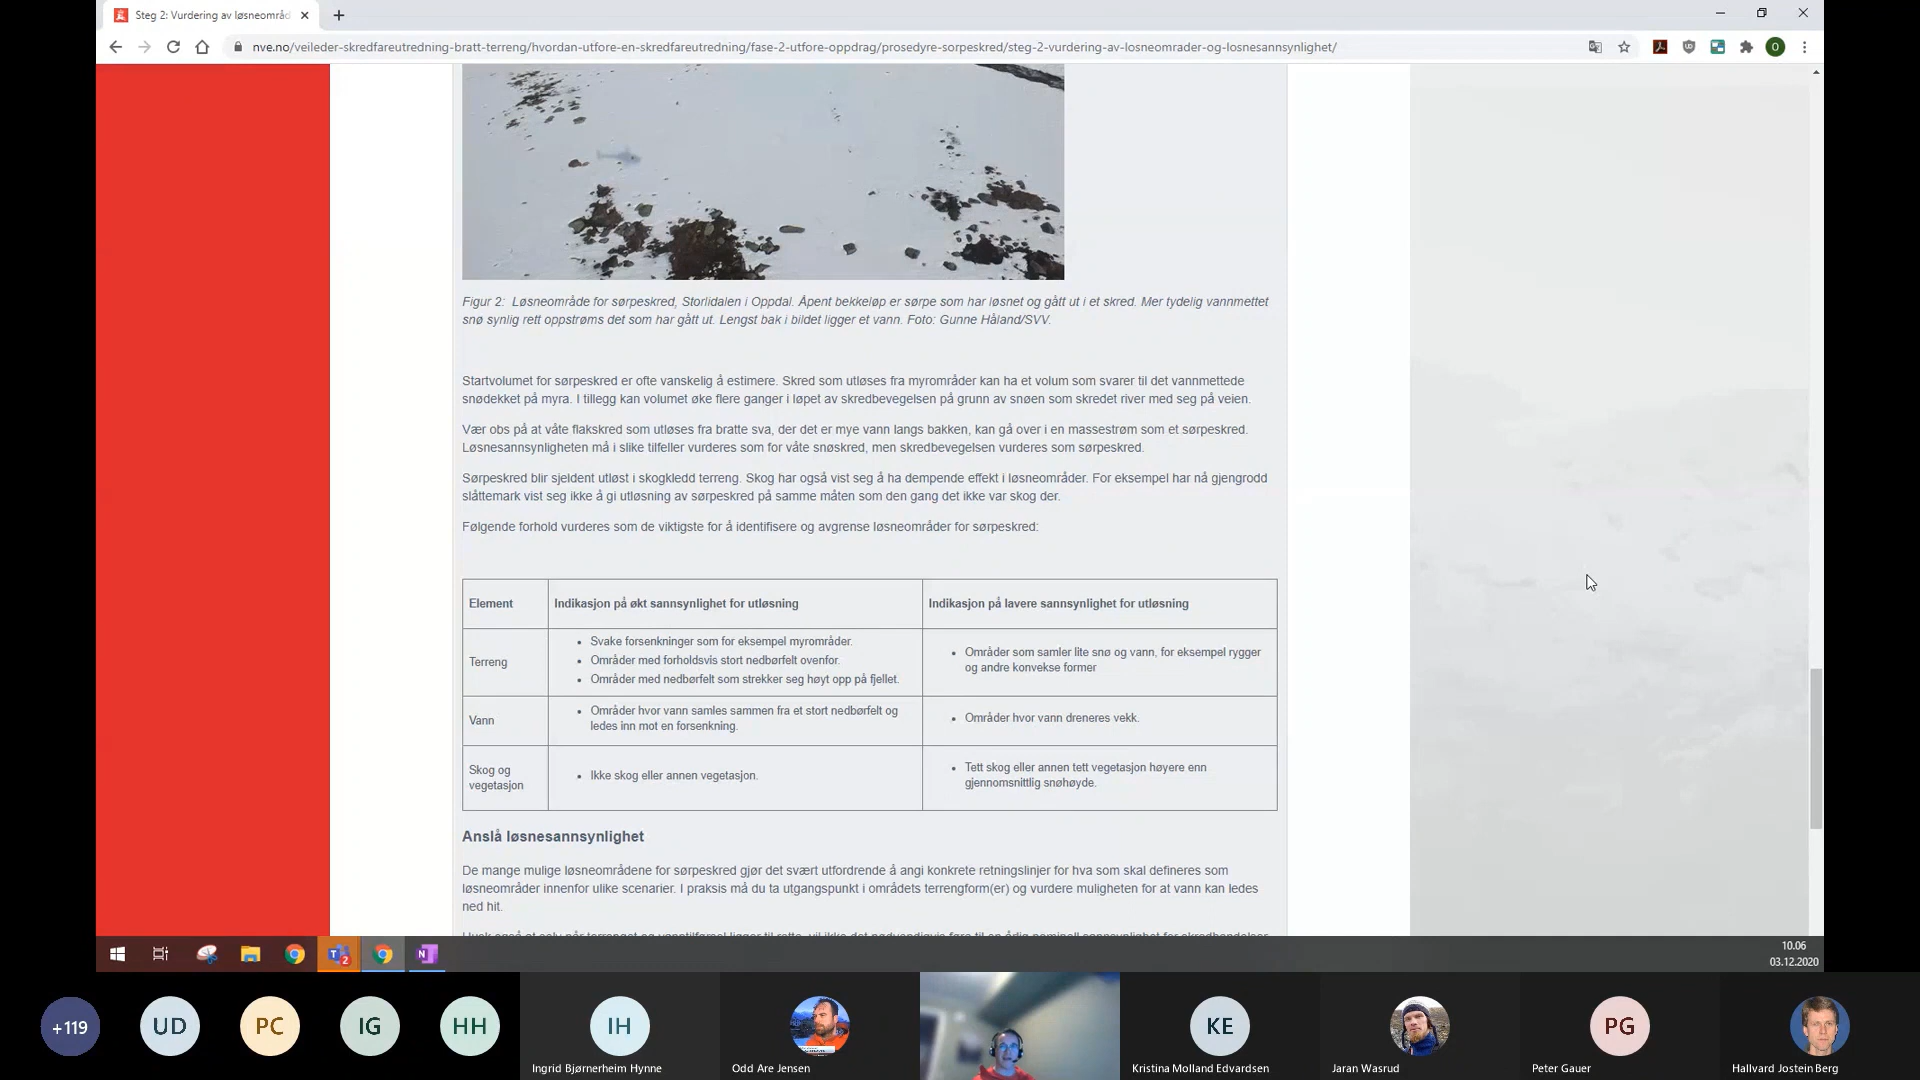 Steg 2: Vurdering av løsneområd
nve.no/veileder-skredfareutredning-bratt-terreng/hvordan-utfore-en-skredfareutredning/fase-2-utfore-oppdrag/prosedyre-sorpeskred/steg-2-vurdering-av-losneomrader-og-losnesannsynlighet/
O
Figur 2: Løsneområde for sørpeskred, Storlidalen i Oppdal. Åpent bekkeløp er sørpe som har løsnet og gått ut i et skred. Mer tydelig vannmettet
snø synlig rett oppstrøms det som har gått ut. Lengst bak i bildet ligger et vann. Foto: Gunne Håland/SVV.
Startvolumet for sørpeskred er ofte vanskelig å estimere. Skred som utløses fra myrområder kan ha et volum som svarer til det vannmettede
snødekket på myra. I tillegg kan volumet øke flere ganger i løpet av skredbevegelsen på grunn av snøen som skredet river med seg på veien.
Vær obs på at våte flakskred som utløses fra bratte sva, der det er mye vann langs bakken, kan gå over i en massestrøm som et sørpeskred.
Løsnesannsynligheten må i slike tilfeller vurderes som for våte snøskred, men skredbevegelsen vurderes som sørpeskred.
Sørpeskred blir sjeldent utløst i skogkledd terreng. Skog har også vist seg å ha dempende effekt i løsneområder. For eksempel har nå gjengrodd
slåttemark vist seg ikke å gi utløsning av sørpeskred på samme måten som den gang det ikke var skog der.
Følgende forhold vurderes som de viktigste for å identifisere og avgrense løsneområder for sørpeskred:
Element
Indikasjon på økt sannsynlighet for utløsning
Indikasjon på lavere sannsynlighet for utløsning
Terreng
• Svake forsenkninger som for eksempel myrområder.
• Områder med forholdsvis stort nedbørfelt ovenfor.
• Områder med nedbørfelt som strekker seg høyt opp på fjellet.
• Områder som samler lite snø og vann, for eksempel rygger
og andre konvekse former
Vann
• Områder hvor vann samles sammen fra et stort nedbørfelt og
ledes inn mot en forsenkning.
• Områder hvor vann dreneres vekk.
Skog og
vegetasjon
• Ikke skog eller annen vegetasjon.
• Tett skog eller annen tett vegetasjon høyere enn
gjennomsnittlig snøhøyde.
Anslå løsnesannsynlighet
De mange mulige løsneområdene for sørpeskred gjør det svært utfordrende å angi konkrete retningslinjer for hva som skal defineres som
løsneområder innenfor ulike scenarier. I praksis må du ta utgangspunkt i områdets terrengform(er) og vurdere muligheten for at vann kan ledes
ned hit.
2
10.06
03.12.2020
+119
UD
PC
IG
HH
IH
KE
PG
Ingrid Bjørnerheim Hynne
Odd Are Jensen
Kristina Molland Edvardsen
Jaran Wasrud
Peter Gauer
Hallvard Jostein Berg